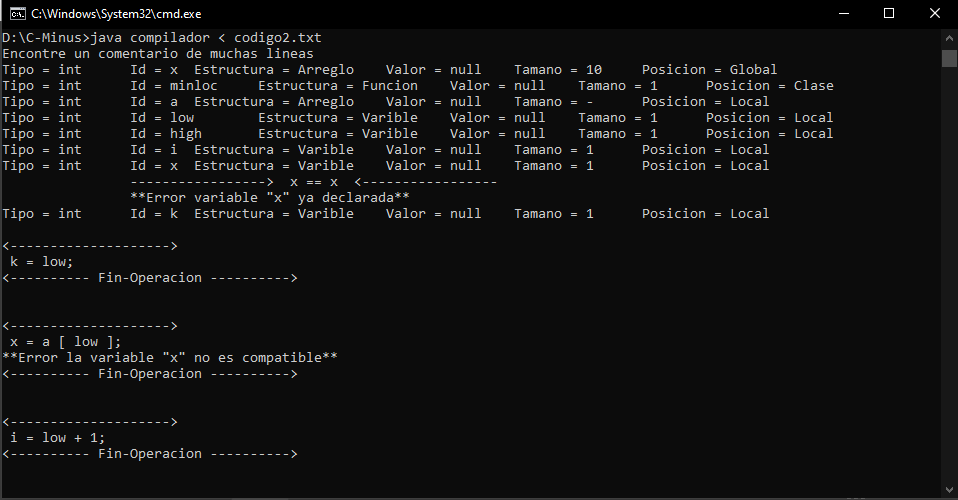 C:\Windows\System32\cmd.exe
D:\C-Minus>java compilador < codigo2.txt
Encontre un comentario de muchas lineas
Tipo = int      Id = x  Estructura = Arreglo    Valor = null    Tamano = 10     Posicion = Global
Tipo = int      Id = minloc     Estructura = Funcion    Valor = null    Tamano = 1      Posicion = Clase
Tipo = int      Id = a  Estructura = Arreglo    Valor = null    Tamano = -      Posicion = Local
Tipo = int      Id = low        Estructura = Varible    Valor = null    Tamano = 1      Posicion = Local
Tipo = int      Id = high       Estructura = Varible    Valor = null    Tamano = 1      Posicion = Local
Tipo = int      Id = i  Estructura = Varible    Valor = null    Tamano = 1      Posicion = Local
Tipo = int      Id = x  Estructura = Varible    Valor = null    Tamano = 1      Posicion = Local
                ----------------->  x == x  <-----------------
                **Error variable "x" ya declarada**
Tipo = int      Id = k  Estructura = Varible    Valor = null    Tamano = 1      Posicion = Local
<-------------------->
 k = low;
<---------- Fin-Operacion ---------->
<-------------------->
 x = a [ low ];
**Error la variable "x" no es compatible**
<---------- Fin-Operacion ---------->
<-------------------->
 i = low + 1;
<---------- Fin-Operacion ---------->